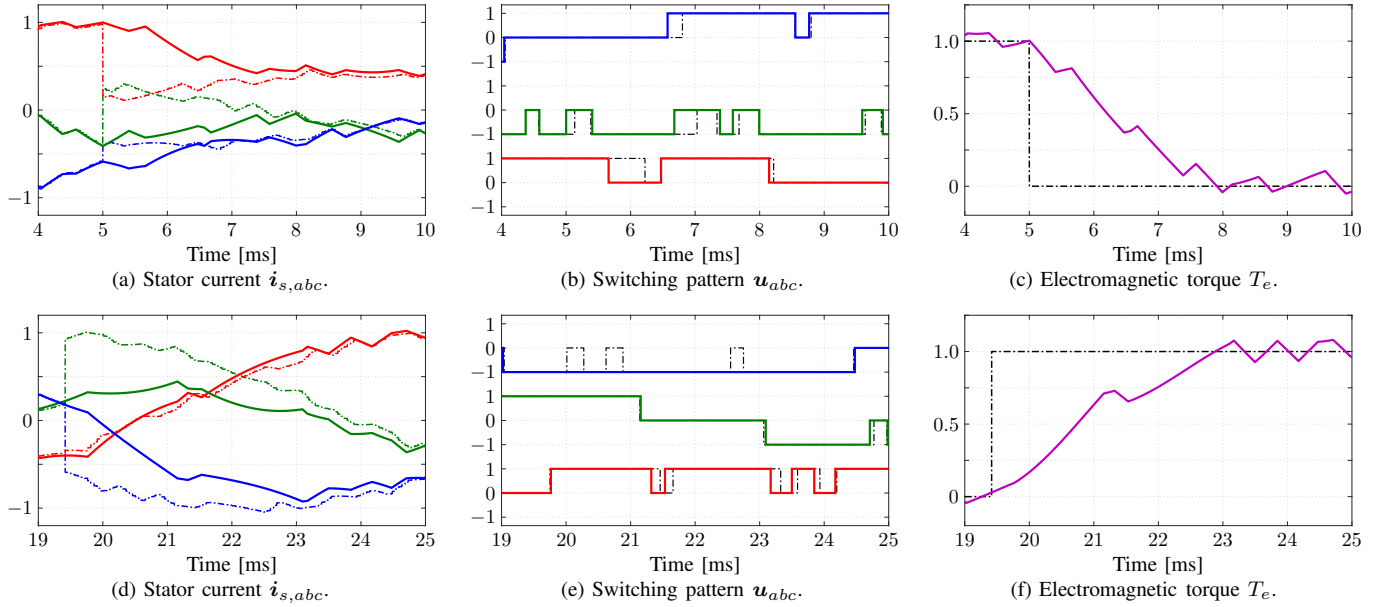 1
0
−1
4 5 6 7 8 9 10
Time [ms]
(a) Stator current i_{s,abc}.
1
0
−1
1
0
−1
1
0
−1
4 5 6 7 8 9 10
Time [ms]
(b) Switching pattern u_{abc}.
1.0
0.5
0
4 5 6 7 8 9 10
Time [ms]
(c) Electromagnetic torque T_e.
1
0
−1
19 20 21 22 23 24 25
Time [ms]
(d) Stator current i_{s,abc}.
1
0
−1
1
0
−1
1
0
−1
19 20 21 22 23 24 25
Time [ms]
(e) Switching pattern u_{abc}.
1.0
0.5
0
19 20 21 22 23 24 25
Time [ms]
(f) Electromagnetic torque T_e.